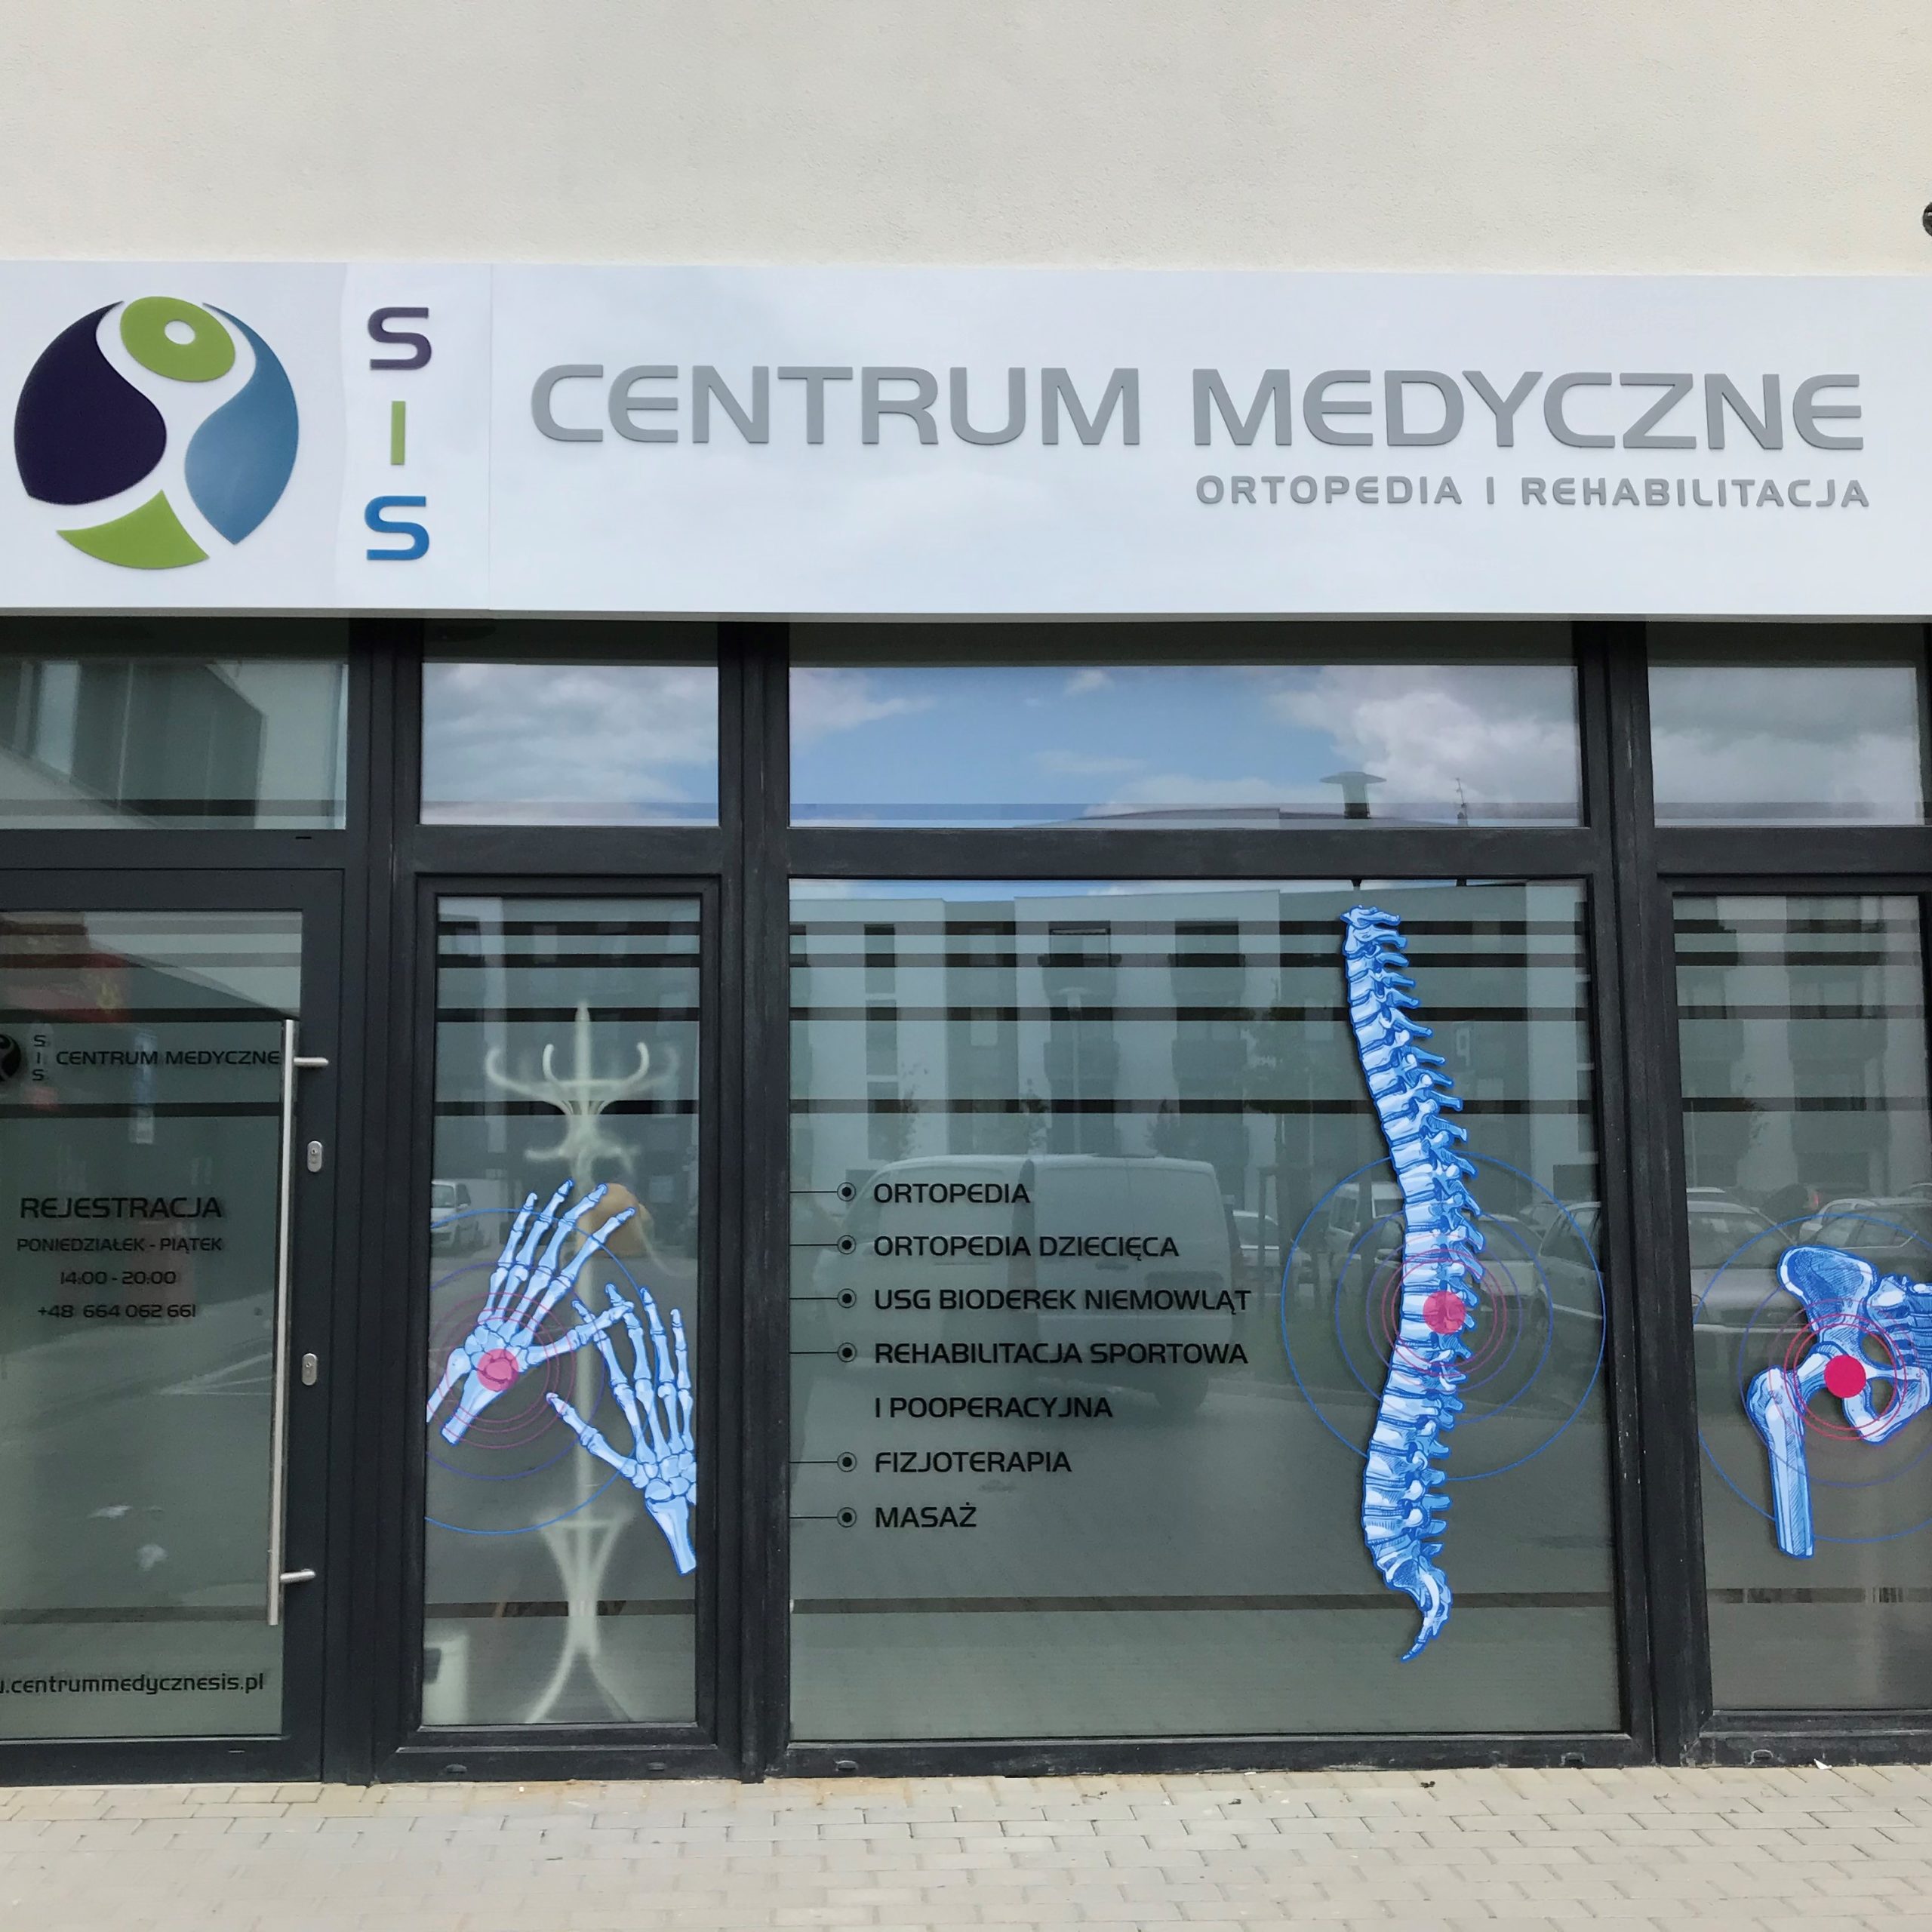 S
I
S
CENTRUM MEDYCZNE
ORTOPEDIA I REHABILITACJA
S
I
S
CENTRUM MEDYCZNE
REJESTRACJA
PONIEDZIAŁEK - PIĄTEK
14:00 - 20:00
+48 664 062 661
.centrummedycznesis.pl
ORTOPEDIA
ORTOPEDIA DZIECIĘCA
USG BIODEREK NIEMOWLĄT
REHABILITACJA SPORTOWA
I POOPERACYJNA
FIZJOTERAPIA
MASAŻ